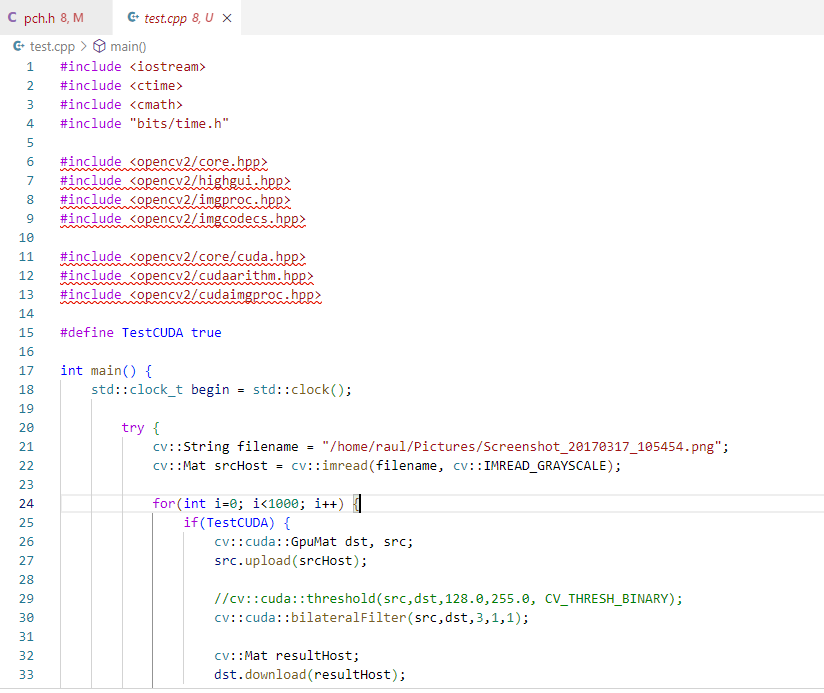 pch.h 8, M test.cpp 8, U
test.cpp > main()
1 #include <iostream>
2 #include <ctime>
3 #include <cmath>
4 #include "bits/time.h"
5
6 #include <opencv2/core.hpp>
7 #include <opencv2/highgui.hpp>
8 #include <opencv2/imgproc.hpp>
9 #include <opencv2/imgcodecs.hpp>
10
11 #include <opencv2/core/cuda.hpp>
12 #include <opencv2/cudaarithm.hpp>
13 #include <opencv2/cudaimgproc.hpp>
14
15 #define TestCUDA true
16
17 int main() {
18     std::clock_t begin = std::clock();
19
20         try {
21             cv::String filename = "/home/raul/Pictures/Screenshot_20170317_105454.png";
22             cv::Mat srcHost = cv::imread(filename, cv::IMREAD_GRAYSCALE);
23
24             for(int i=0; i<1000; i++) {
25                 if(TestCUDA) {
26                     cv::cuda::GpuMat dst, src;
27                     src.upload(srcHost);
28
29                     //cv::cuda::threshold(src,dst,128.0,255.0, CV_THRESH_BINARY);
30                     cv::cuda::bilateralFilter(src,dst,3,1,1);
31
32                     cv::Mat resultHost;
33                     dst.download(resultHost);